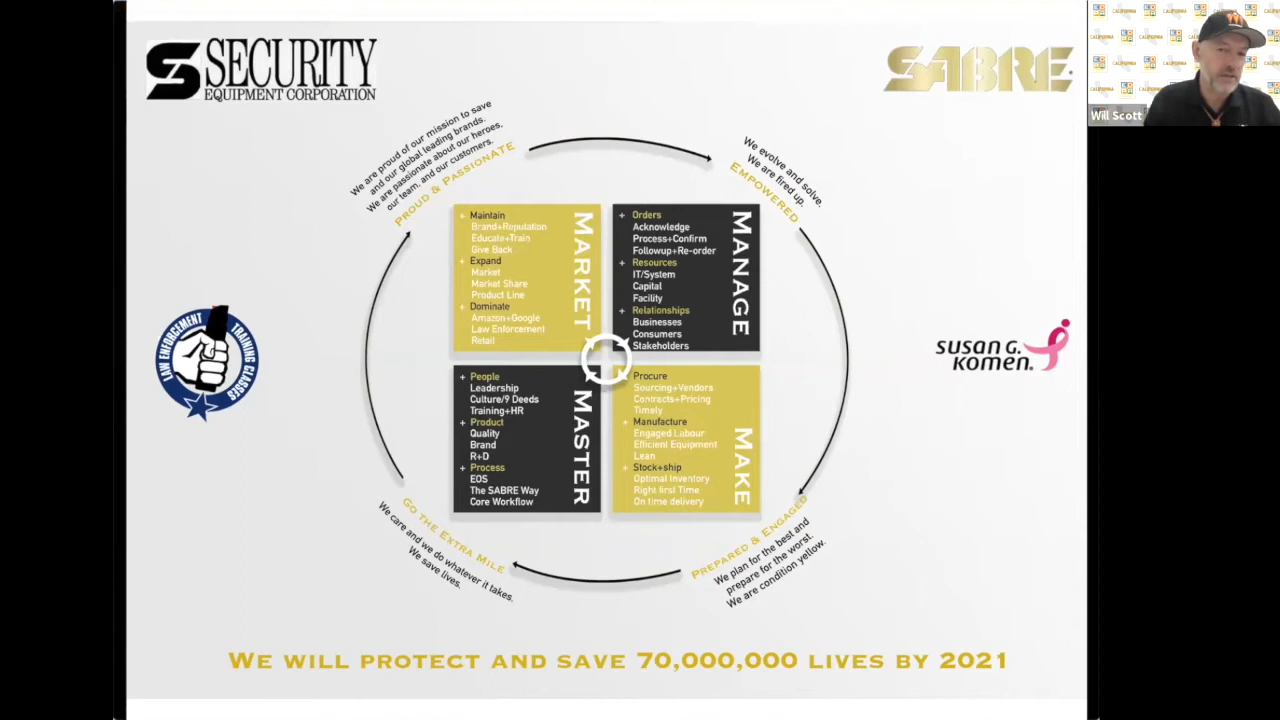 SECURITY
EQUIPMENT CORPORATION
SABRE
Will Scott
CALIFORNIA
We are proud of our mission to save
and our global leading brands.
We are passionate about our heroes,
our team, and our customers.
PROUD & PASSIONATE
We evolve and solve.
We are fired up.
EMPOWERED
MARKET
+ Maintain
Brand+Reputation
Educate+Train
Give Back
+ Expand
Market
Market Share
Product Line
+ Dominate
Amazon+Google
Law Enforcement
Retail
MANAGE
+ Orders
Acknowledge
Process+Confirm
Followup+Re-order
+ Resources
IT/System
Capital
Facility
+ Relationships
Businesses
Consumers
Stakeholders
LAW ENFORCEMENT
TRAINING CLASSES
susan g.
komen.
MASTER
+ People
Leadership
Culture/9 Deeds
Training+HR
+ Product
Quality
Brand
R+D
+ Process
EOS
The SABRE Way
Core Workflow
MAKE
Procure
Sourcing+Vendors
Contracts+Pricing
Timely
+ Manufacture
Engaged Labour
Efficient Equipment
Lean
+ Stock+ship
Optimal Inventory
Right first Time
On time delivery
GO THE EXTRA MILE
We care and we do whatever it takes.
We save lives.
PREPARED & ENGAGED
We plan for the best and
prepare for the worst.
We are condition yellow.
WE WILL PROTECT AND SAVE 70,000,000 LIVES BY 2021